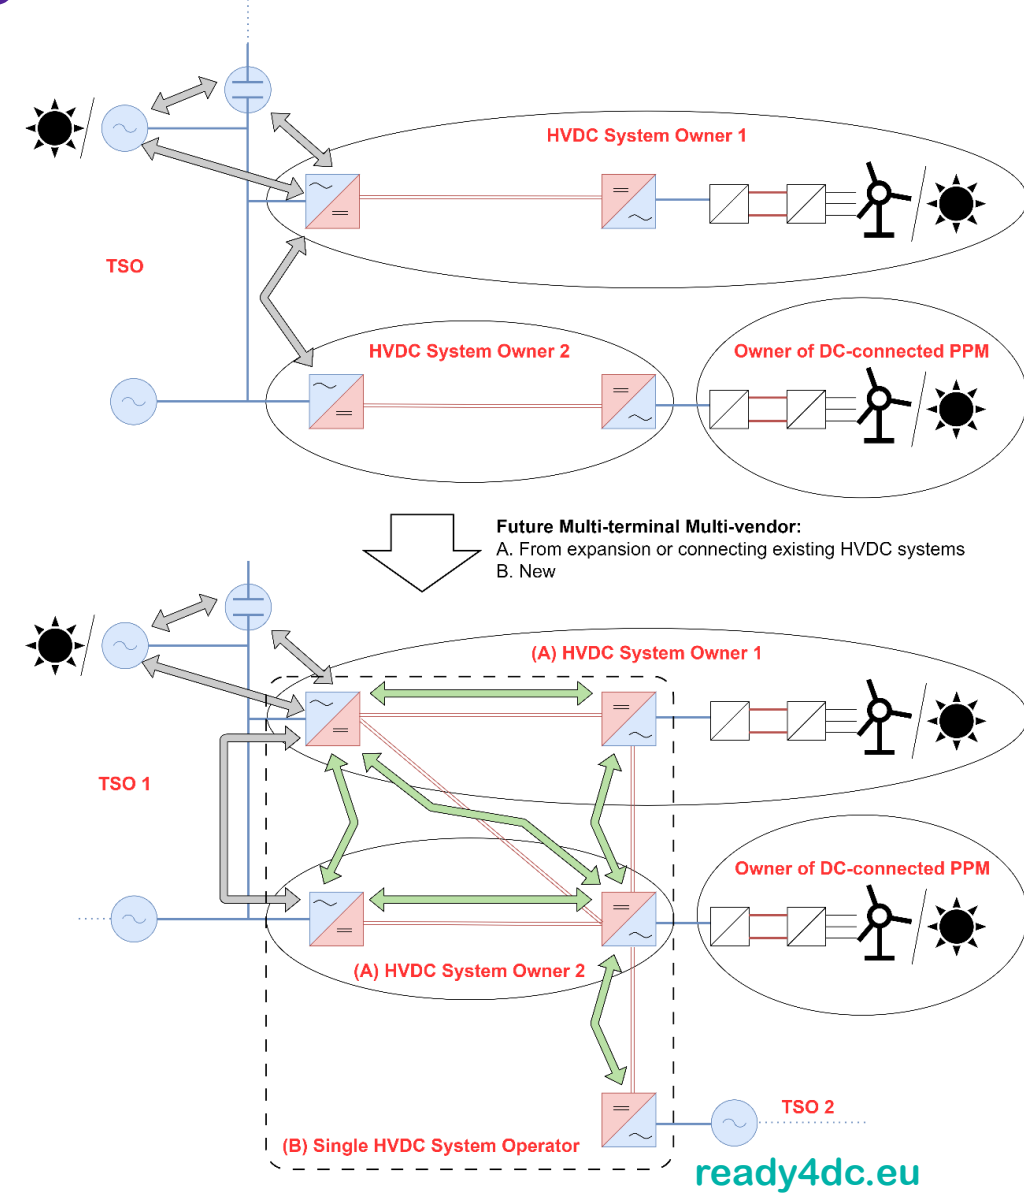 HVDC System Owner 1
TSO
HVDC System Owner 2
Owner of DC-connected PPM
Future Multi-terminal Multi-vendor:
A. From expansion or connecting existing HVDC systems
B. New
(A) HVDC System Owner 1
TSO 1
Owner of DC-connected PPM
(A) HVDC System Owner 2
TSO 2
(B) Single HVDC System Operator
ready4dc.eu